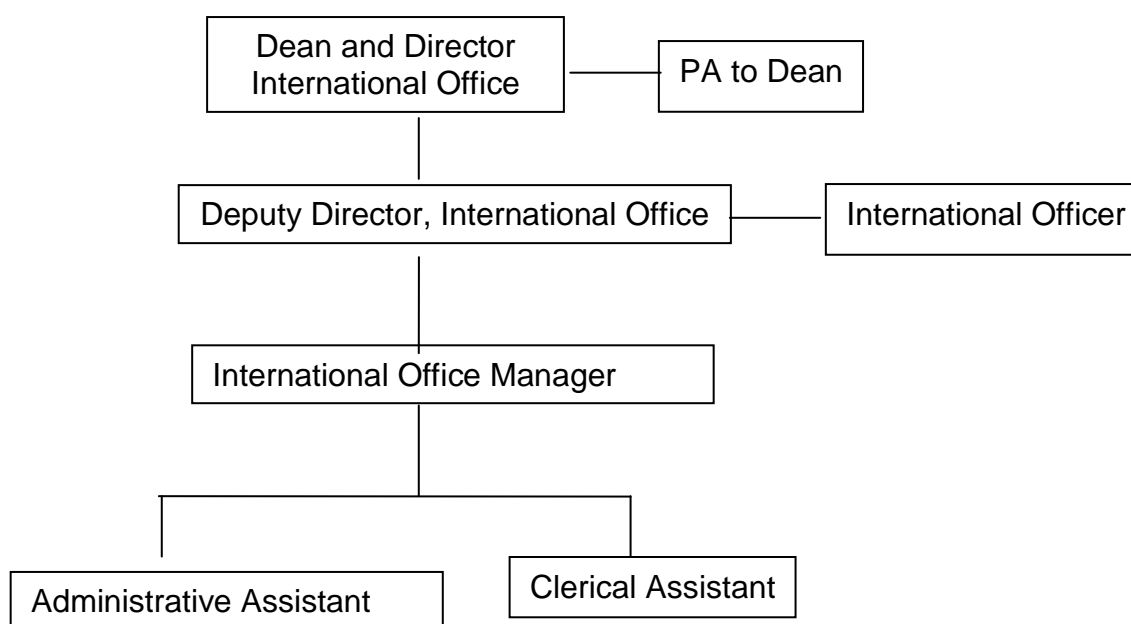 Dean and Director
International Office
PA to Dean
Deputy Director, International Office
International Officer
International Office Manager
Administrative Assistant
Clerical Assistant